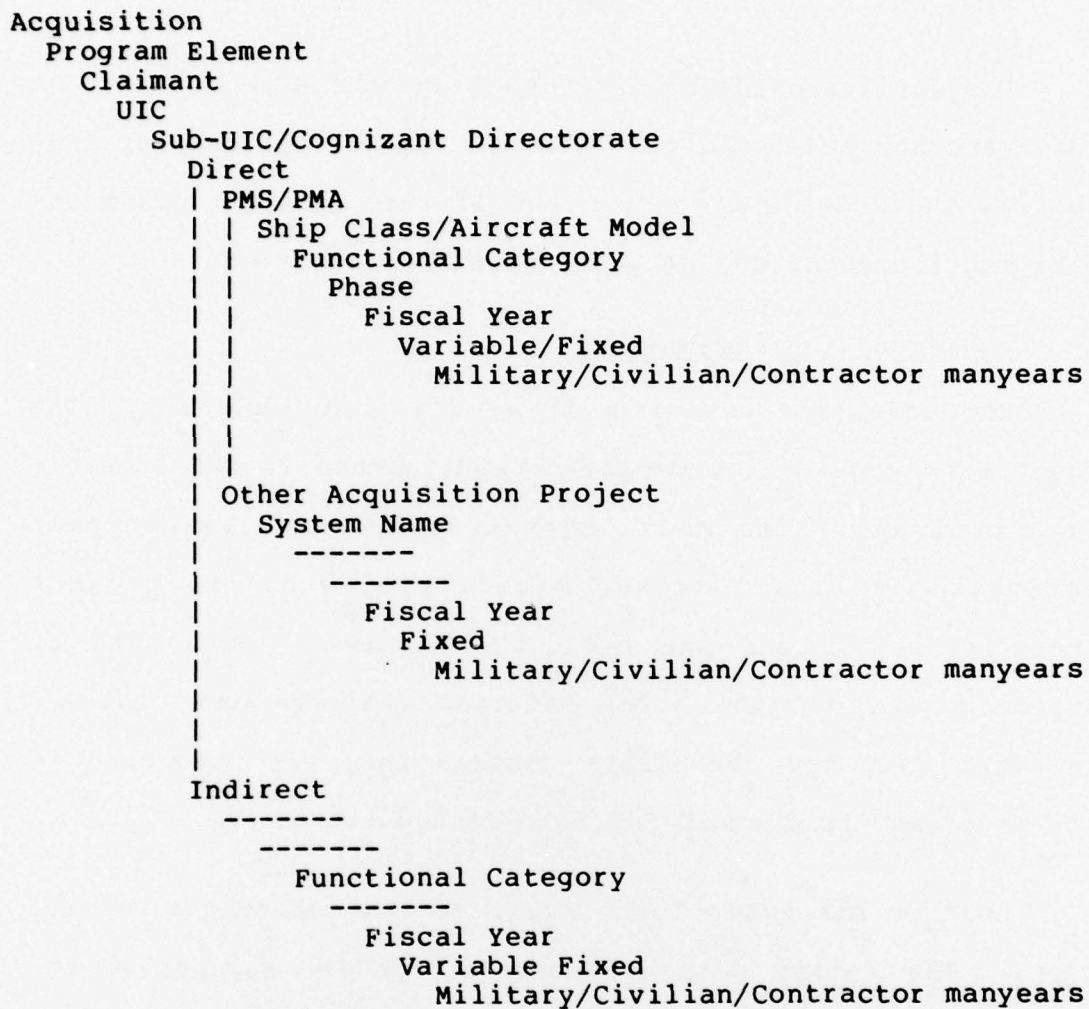 Acquisition
Program Element
Claimant
UIC
Sub-UIC/Cognizant Directorate
Direct
| PMS/PMA
| | Ship Class/Aircraft Model
| | Functional Category
| | Phase
| | Fiscal Year
| | Variable/Fixed
| | Military/Civilian/Contractor manyears
| |
| |
| Other Acquisition Project
| System Name
| -------
| -------
| Fiscal Year
| Fixed
| Military/Civilian/Contractor manyears
|
|
|
Indirect
-------
-------
Functional Category
-------
Fiscal Year
Variable Fixed
Military/Civilian/Contractor manyears